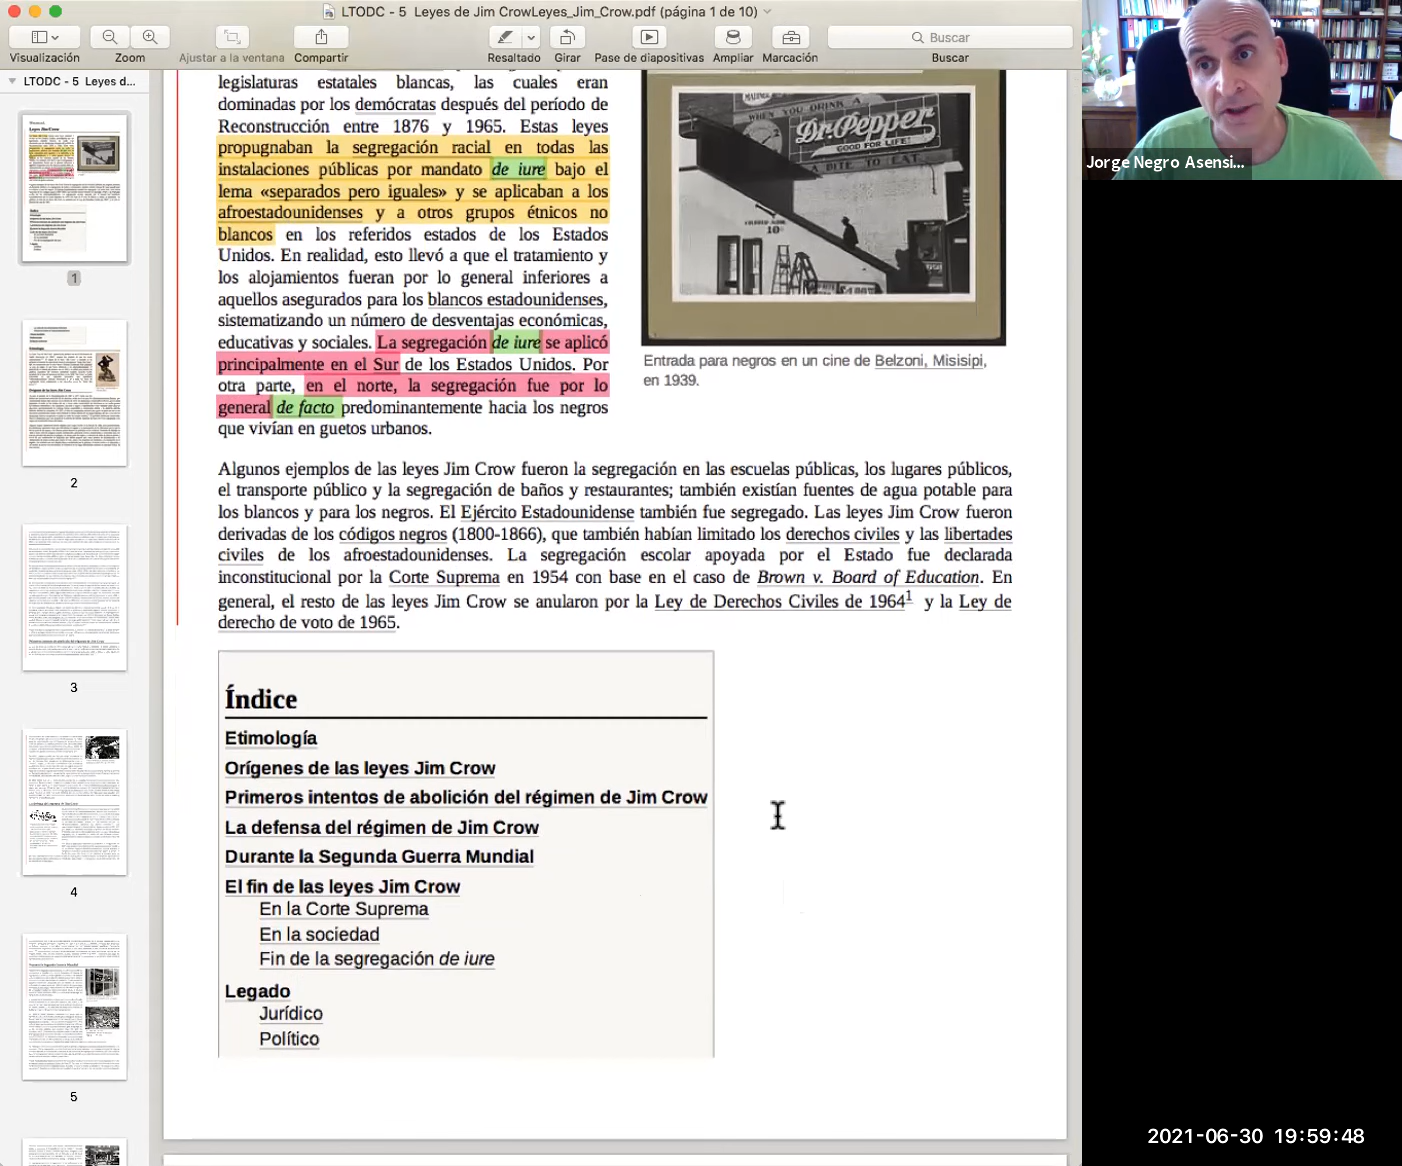 LTODC - 5 Leyes de Jim CrowLeyes_Jim_Crow.pdf (página 1 de 10)
Visualización
Zoom
Ajustar a la ventana
Compartir
Resaltado
Girar
Pase de diapositivas
Ampliar
Marcación
Buscar
Buscar
LTODC - 5 Leyes d...
1
2
3
4
5
legislaturas estatales blancas, las cuales eran
dominadas por los demócratas después del período de
Reconstrucción entre 1876 y 1965. Estas leyes
propugnaban la segregación racial en todas las
instalaciones públicas por mandato de iure bajo el
lema «separados pero iguales» y se aplicaban a los
afroestadounidenses y a otros grupos étnicos no
blancos en los referidos estados de los Estados
Unidos. En realidad, esto llevó a que el tratamiento y
los alojamientos fueran por lo general inferiores a
aquellos asegurados para los blancos estadounidenses,
sistematizando un número de desventajas económicas,
educativas y sociales. La segregación de iure se aplicó
principalmente en el Sur de los Estados Unidos. Por
otra parte, en el norte, la segregación fue por lo
general de facto predominantemente hacia los negros
que vivían en guetos urbanos.
WHEN YOU DRINK A
Dr. Pepper
GOOD FOR LIFE!
BITE TO
10¢
Entrada para negros en un cine de Belzoni, Misisipi,
en 1939.
Algunos ejemplos de las leyes Jim Crow fueron la segregación en las escuelas públicas, los lugares públicos,
el transporte público y la segregación de baños y restaurantes; también existían fuentes de agua potable para
los blancos y para los negros. El Ejército Estadounidense también fue segregado. Las leyes Jim Crow fueron
derivadas de los códigos negros (1800-1866), que también habían limitado los derechos civiles y las libertades
civiles de los afroestadounidenses. La segregación escolar apoyada por el Estado fue declarada
inconstitucional por la Corte Suprema en 1954 con base en el caso de Brown v. Board of Education. En
general, el resto de las leyes Jim Crow se anularon por la Ley de Derechos Civiles de 1964¹ y la Ley de
derecho de voto de 1965.
Índice
Etimología
Orígenes de las leyes Jim Crow
Primeros intentos de abolición del régimen de Jim Crow
La defensa del régimen de Jim Crow
Durante la Segunda Guerra Mundial
El fin de las leyes Jim Crow
En la Corte Suprema
En la sociedad
Fin de la segregación de iure
Legado
Jurídico
Político
Jorge Negro Asensi...
2021-06-30 19:59:48